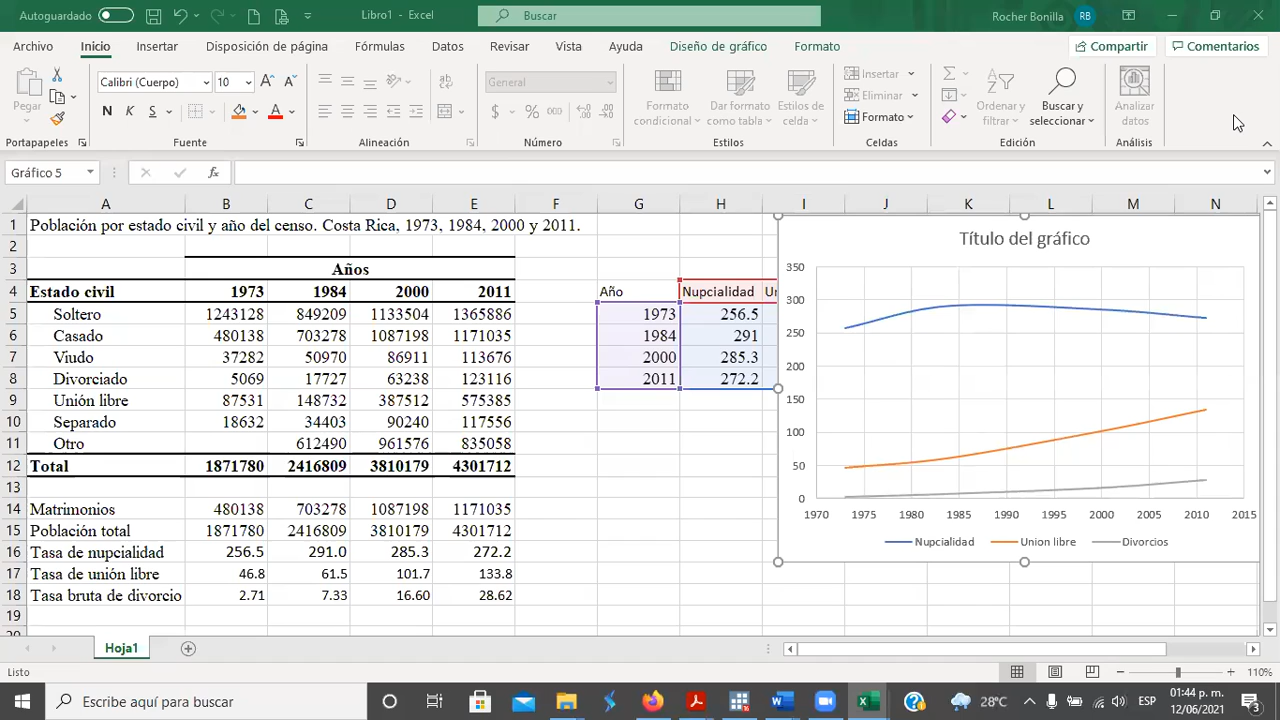 Autoguardado
Libro1 - Excel
Buscar
Rocher Bonilla
RB
Archivo Inicio Insertar Disposición de página Fórmulas Datos Revisar Vista Ayuda Diseño de gráfico Formato
Compartir Comentarios
Pegar
Calibri (Cuerpo) 10
N K S
General
$ % 000
Formato condicional
Dar formato como tabla
Estilos de celda
Insertar
Eliminar
Formato
Ordenar y filtrar
Buscar y seleccionar
Analizar datos
Portapapeles Fuente Alineación Número Estilos Celdas Edición Análisis
Gráfico 5 fx
A B C D E F G H I J K L M N
1 Población por estado civil y año del censo. Costa Rica, 1973, 1984, 2000 y 2011.
2
3 Años
4 Estado civil 1973 1984 2000 2011 Año Nupcialidad
5 Soltero 1243128 849209 1133504 1365886 1973 256.5
6 Casado 480138 703278 1087198 1171035 1984 291
7 Viudo 37282 50970 86911 113676 2000 285.3
8 Divorciado 5069 17727 63238 123116 2011 272.2
9 Unión libre 87531 148732 387512 575385
10 Separado 18632 34403 90240 117556
11 Otro 612490 961576 835058
12 Total 1871780 2416809 3810179 4301712
13
14 Matrimonios 480138 703278 1087198 1171035
15 Población total 1871780 2416809 3810179 4301712
16 Tasa de nupcialidad 256.5 291.0 285.3 272.2
17 Tasa de unión libre 46.8 61.5 101.7 133.8
18 Tasa bruta de divorcio 2.71 7.33 16.60 28.62
19
Título del gráfico
350
300
250
200
150
100
50
0
1970 1975 1980 1985 1990 1995 2000 2005 2010 2015
Nupcialidad Union libre Divorcios
Hoja1
Listo
110%
Escribe aquí para buscar
28°C
ESP
01:44 p. m.
12/06/2021
3